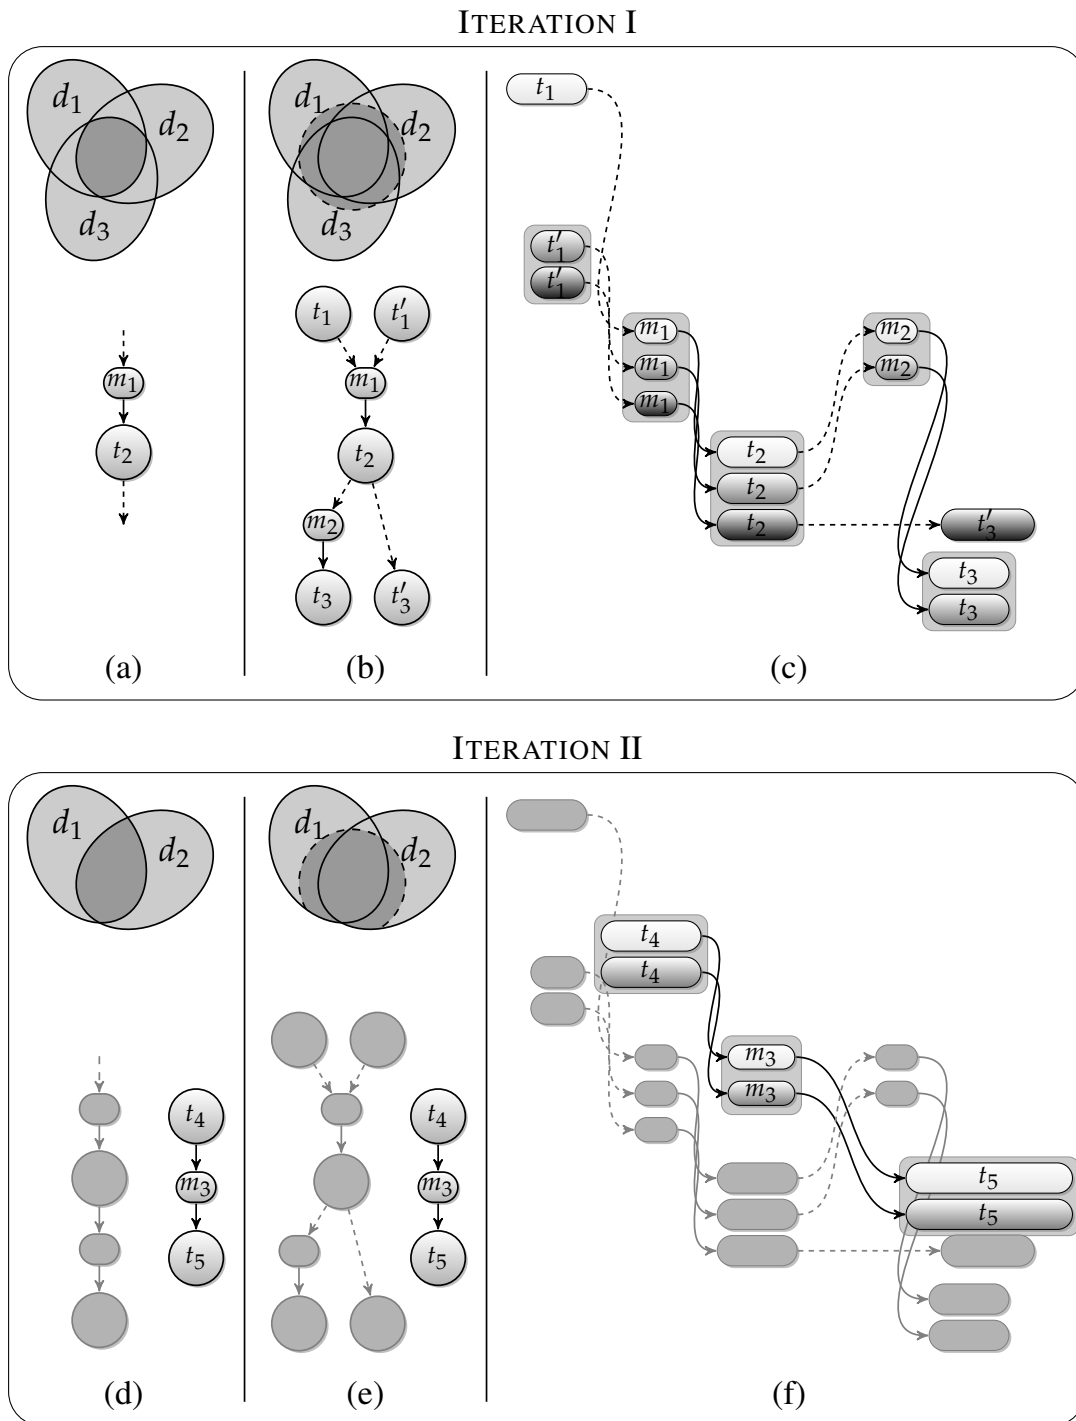 ITERATION I
d1
d2
d3
m1
t2
(a)
d1
d2
d3
t1
t′1
m1
t2
m2
t3
t′3
(b)
t1
t′1
t′1
m1
m1
m1
t2
t2
t2
m2
m2
t′3
t3
t3
(c)
ITERATION II
d1
d2
t4
m3
t5
(d)
d1
d2
t4
m3
t5
(e)
t4
t4
m3
m3
t5
t5
(f)